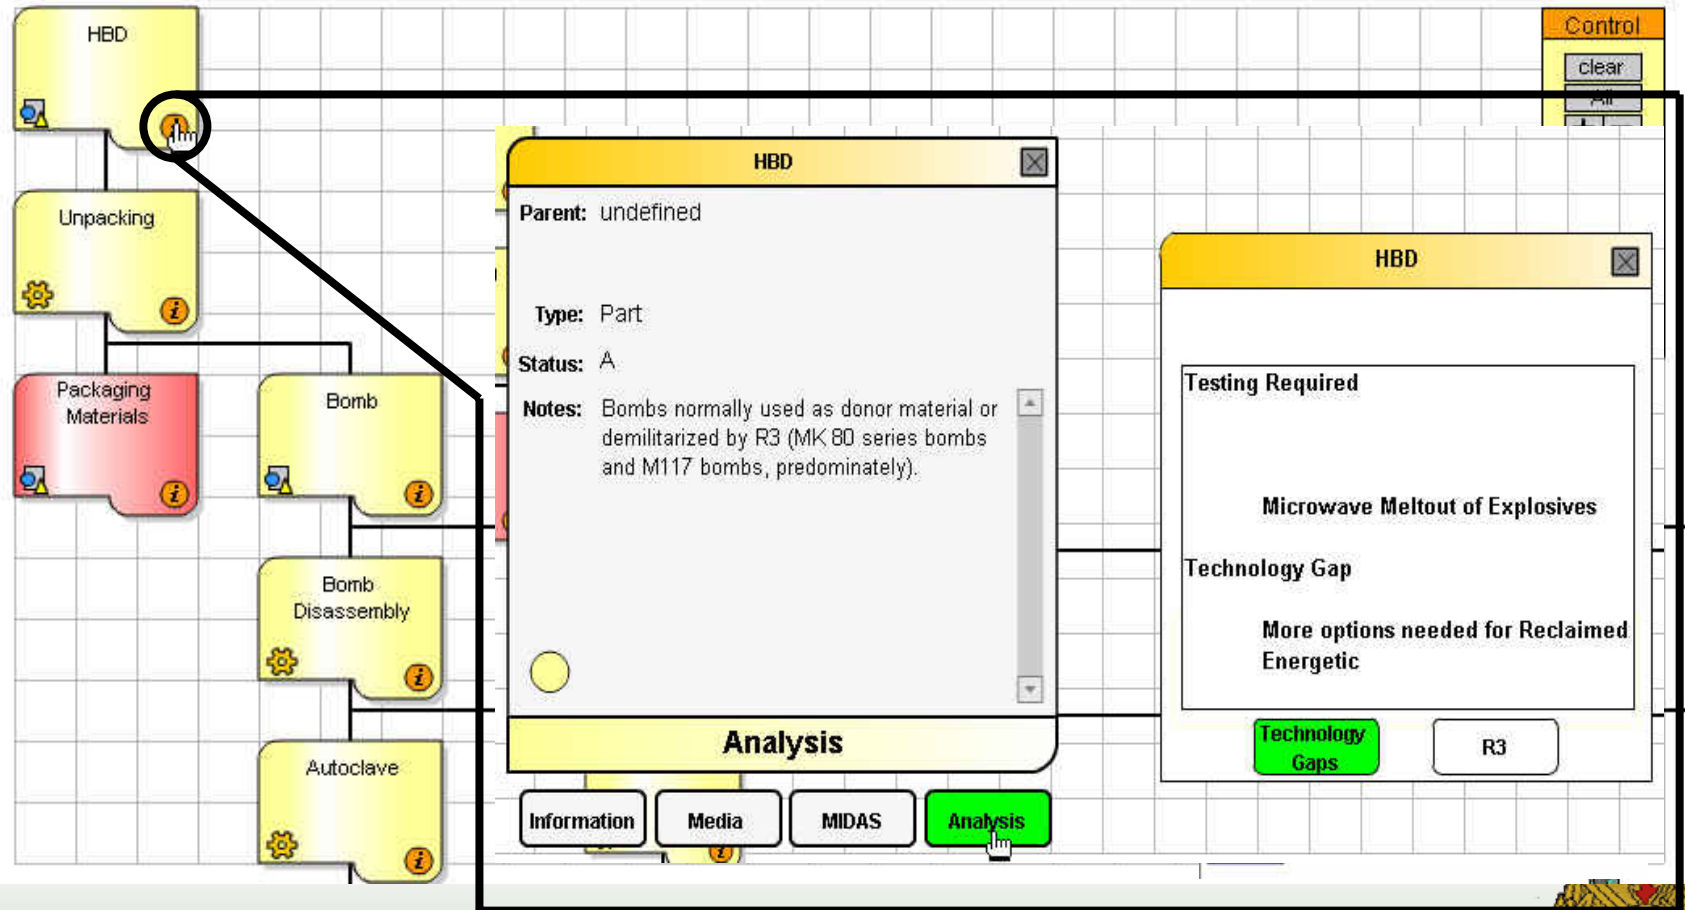 HBD
Control
clear
All
Unpacking
Packaging
Materials
Bomb
Bomb
Disassembly
Autoclave
HBD
Parent: undefined
Type: Part
Status: A
Notes: Bombs normally used as donor material or
demilitarized by R3 (MK 80 series bombs
and M117 bombs, predominately).
Analysis
Information
Media
MIDAS
Analysis
HBD
Testing Required
Microwave Meltout of Explosives
Technology Gap
More options needed for Reclaimed
Energetic
Technology
Gaps
R3